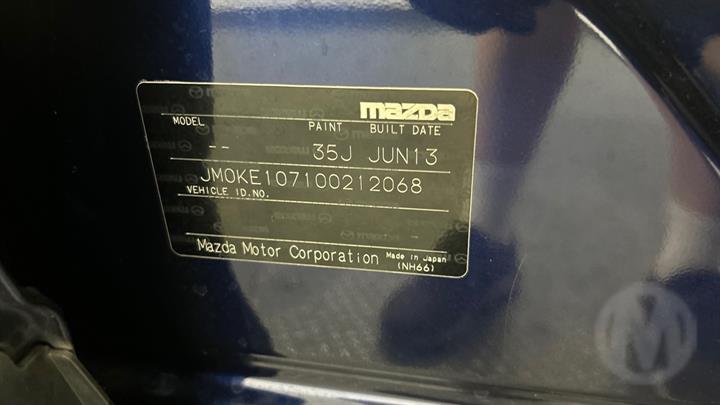 mazda
MODEL PAINT BUILT DATE
-- 35J JUN13
JM0KE107100212068
VEHICLE ID.NO.
Mazda Motor Corporation Made in Japan
(NH66)
M